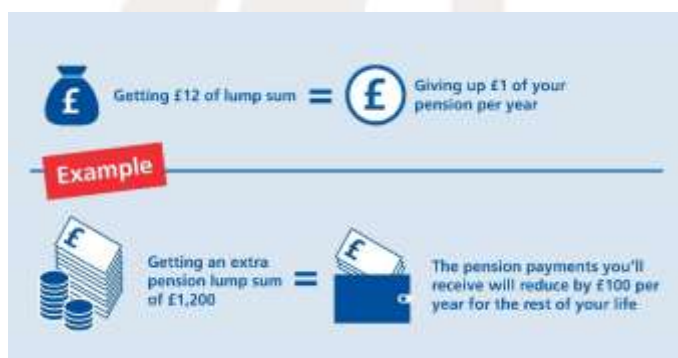 £
Getting £12 of lump sum
=
£
Giving up £1 of your
pension per year
Example
£
Getting an extra
pension lump sum
of £1,200
=
£
The pension payments you'll
receive will reduce by £100 per
year for the rest of your life